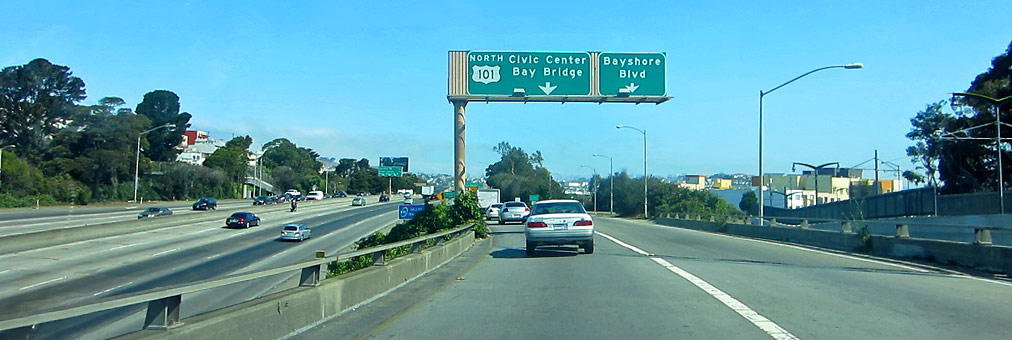 NORTH
101
Civic Center
Bay Bridge
Bayshore
Blvd